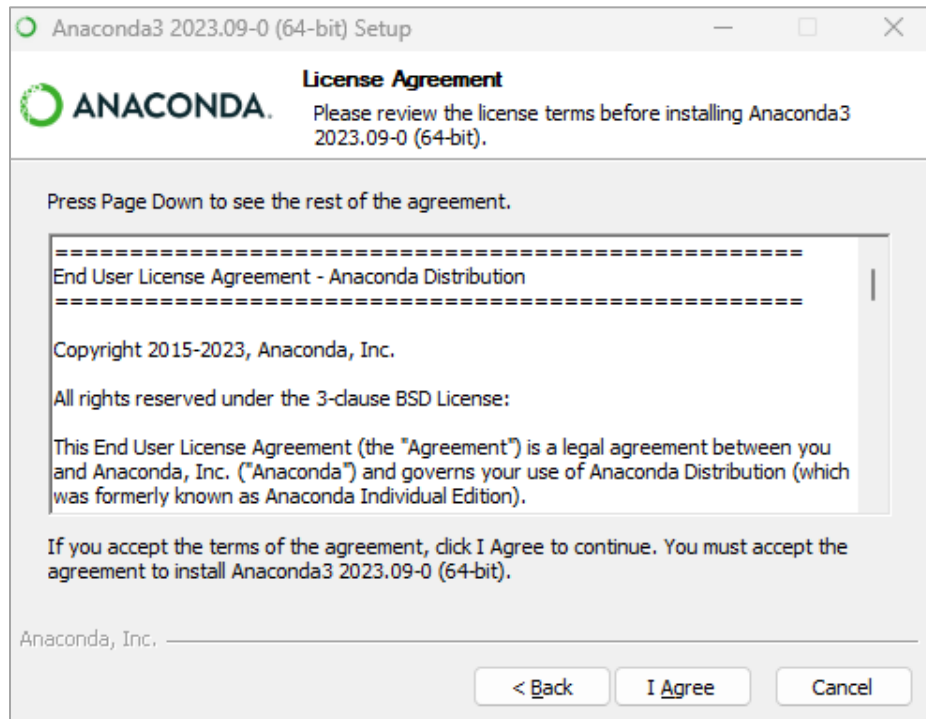 Anaconda3 2023.09-0 (64-bit) Setup
ANACONDA.
License Agreement
Please review the license terms before installing Anaconda3
2023.09-0 (64-bit).
Press Page Down to see the rest of the agreement.
==================================================
End User License Agreement - Anaconda Distribution
==================================================
Copyright 2015-2023, Anaconda, Inc.
All rights reserved under the 3-clause BSD License:
This End User License Agreement (the "Agreement") is a legal agreement between you
and Anaconda, Inc. ("Anaconda") and governs your use of Anaconda Distribution (which
was formerly known as Anaconda Individual Edition).
If you accept the terms of the agreement, click I Agree to continue. You must accept the
agreement to install Anaconda3 2023.09-0 (64-bit).
Anaconda, Inc.
< Back
I Agree
Cancel